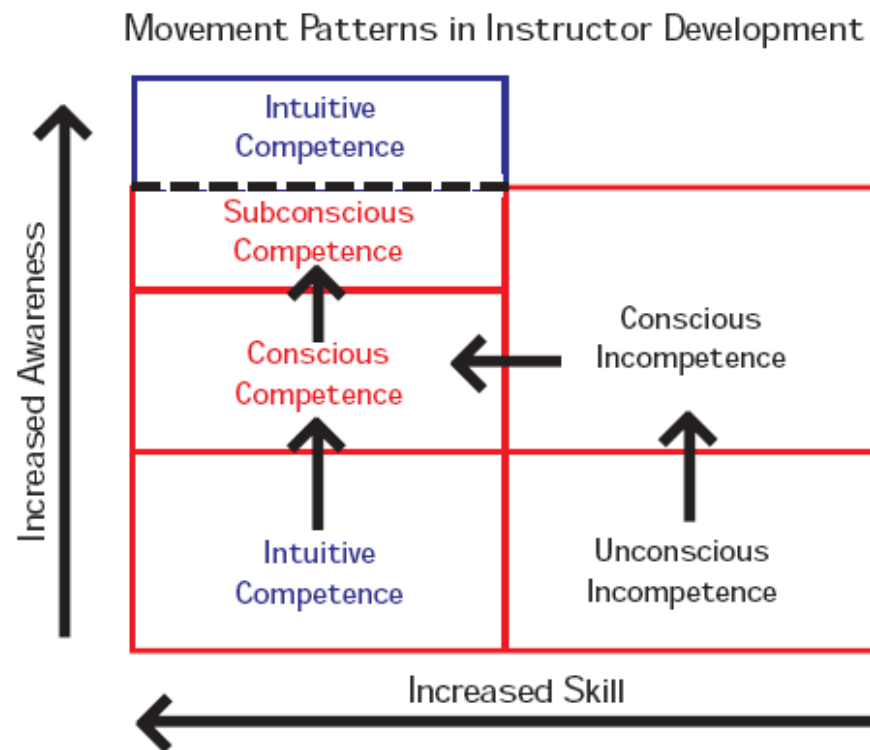 Movement Patterns in Instructor Development
Intuitive
Competence
Subconscious
Competence
Conscious
Competence
Conscious
Incompetence
Intuitive
Competence
Unconscious
Incompetence
Increased Awareness
Increased Skill